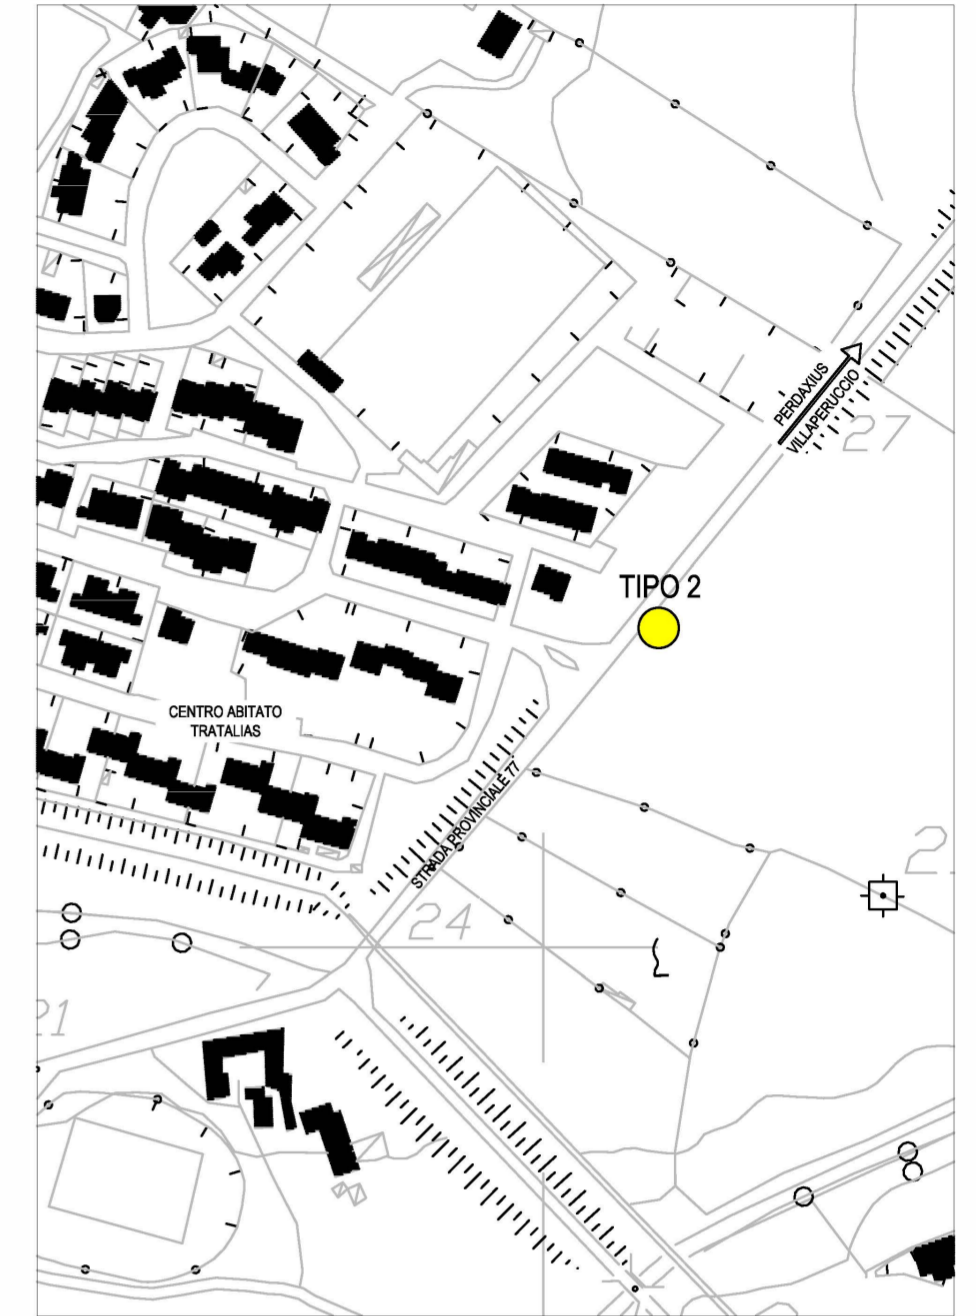 PERDAXIUS
VILLAPERUCCIO
27
TIPO 2
CENTRO ABITATO
TRATALIAS
STRADA PROVINCIALE 77
24
21